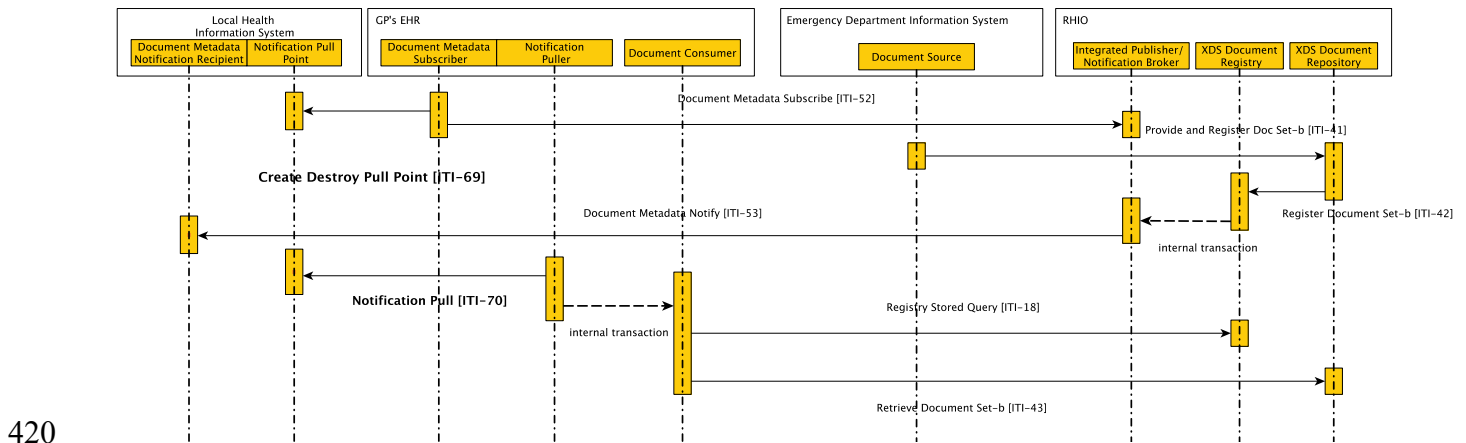 Local Health
Information System
GP's EHR
Emergency Department Information System
RHIO
Document Metadata
Notification Recipient
Notification Pull
Point
Document Metadata
Subscriber
Notification
Puller
Document Consumer
Document Source
Integrated Publisher/
Notification Broker
XDS Document
Registry
XDS Document
Repository
Document Metadata Subscribe [ITI-52]
Provide and Register Doc Set-b [ITI-41]
Create Destroy Pull Point [ITI-69]
Document Metadata Notify [ITI-53]
Register Document Set-b [ITI-42]
internal transaction
Notification Pull [ITI-70]
Registry Stored Query [ITI-18]
internal transaction
Retrieve Document Set-b [ITI-43]
420